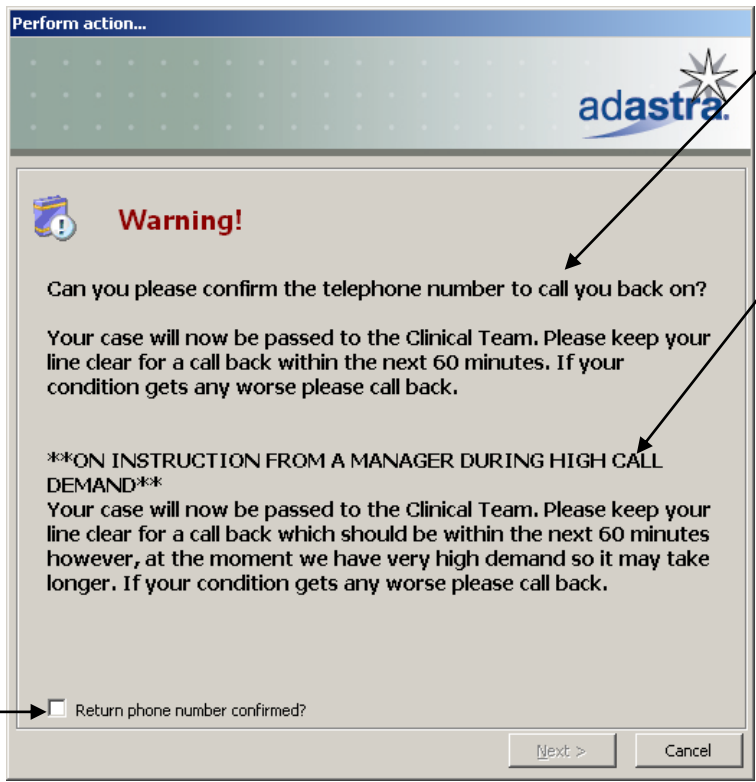 Perform action...
adastra.
Warning!
Can you please confirm the telephone number to call you back on?
Your case will now be passed to the Clinical Team. Please keep your
line clear for a call back within the next 60 minutes. If your
condition gets any worse please call back.
**ON INSTRUCTION FROM A MANAGER DURING HIGH CALL
DEMAND**
Your case will now be passed to the Clinical Team. Please keep your
line clear for a call back which should be within the next 60 minutes
however, at the moment we have very high demand so it may take
longer. If your condition gets any worse please call back.
Return phone number confirmed?
Next >
Cancel